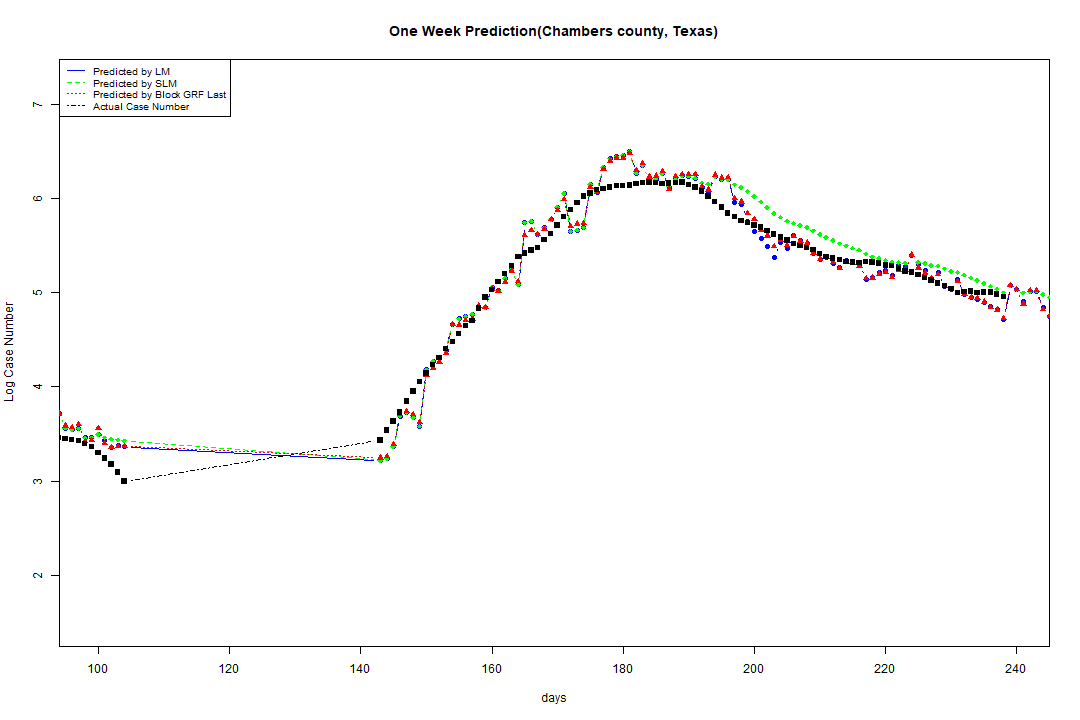 One Week Prediction(Chambers county, Texas)
Predicted by LM
Predicted by SLM
Predicted by Block GRF Last
Actual Case Number
7
6
5
4
3
2
Log Case Number
100 120 140 160 180 200 220 240
days